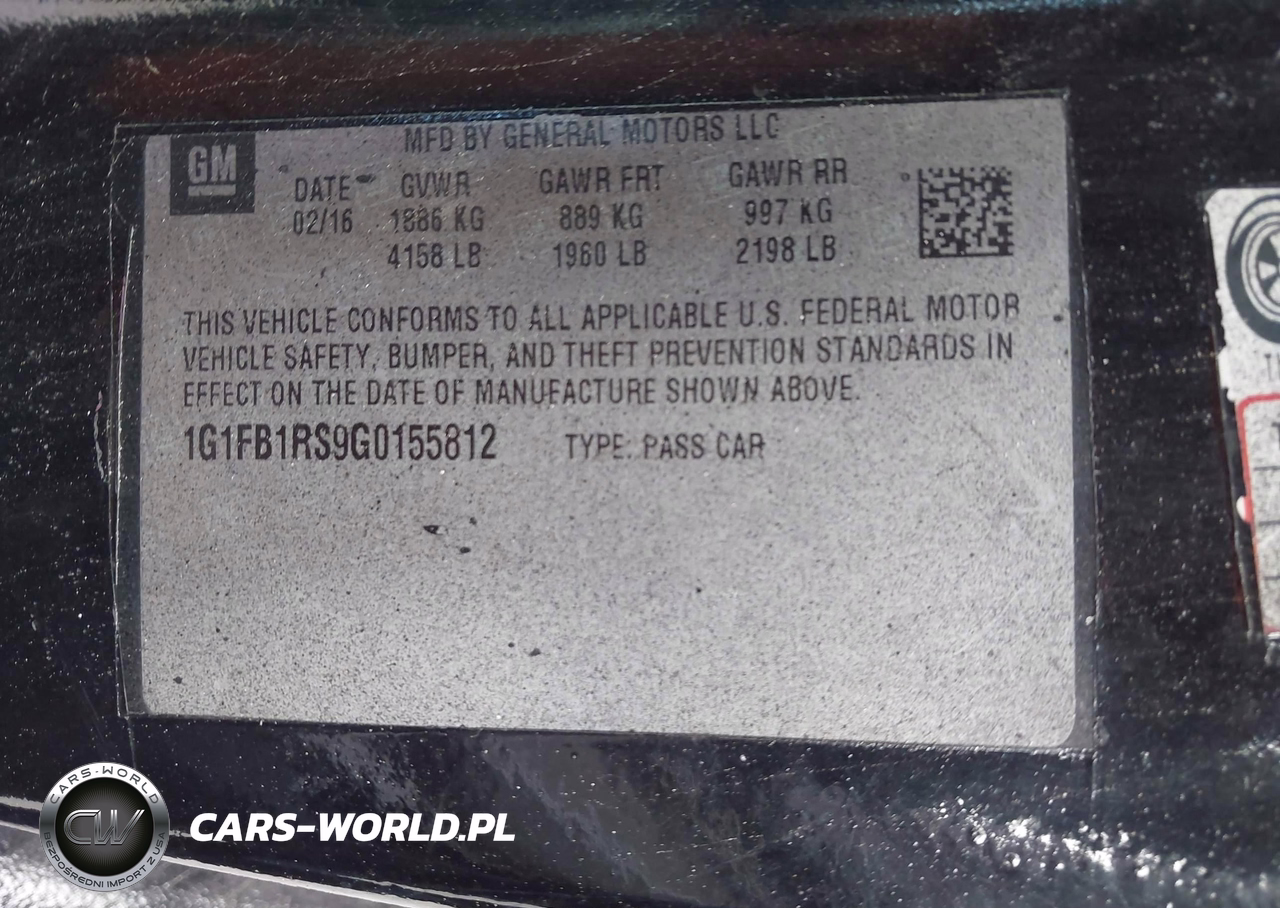 MFD BY GENERAL MOTORS LLC
GM
DATE GVWR GAWR FRT GAWR RR
02/16 1886 KG 889 KG 997 KG
4158 LB 1960 LB 2198 LB
THIS VEHICLE CONFORMS TO ALL APPLICABLE U.S. FEDERAL MOTOR
VEHICLE SAFETY, BUMPER, AND THEFT PREVENTION STANDARDS IN
EFFECT ON THE DATE OF MANUFACTURE SHOWN ABOVE.
1G1FB1RS9G0155812 TYPE: PASS CAR
CARS-WORLD
CW
BEZPOŚREDNI IMPORT Z USA
CARS-WORLD.PL